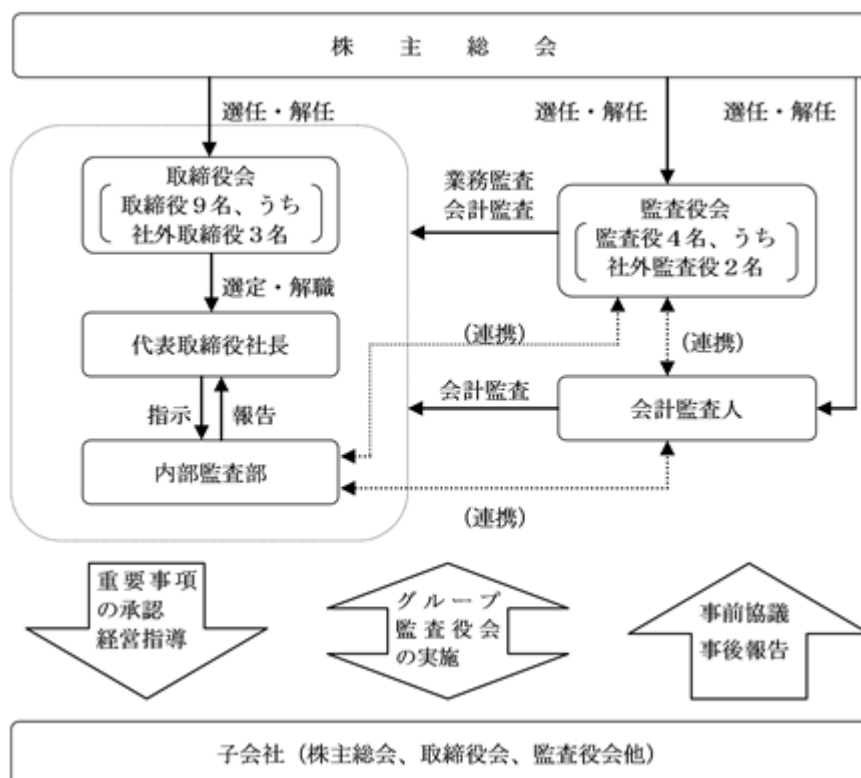 株主総会
選任・解任
選任・解任
選任・解任
取締役会
取締役9名、うち
社外取締役3名
業務監査
会計監査
監査役会
監査役4名、うち
社外監査役2名
選定・解職
代表取締役社長
(連携)
(連携)
指示
報告
会計監査
会計監査人
内部監査部
(連携)
重要事項
の承認
経営指導
グループ
監査役会
の実施
事前協議
事後報告
子会社（株主総会、取締役会、監査役会他）